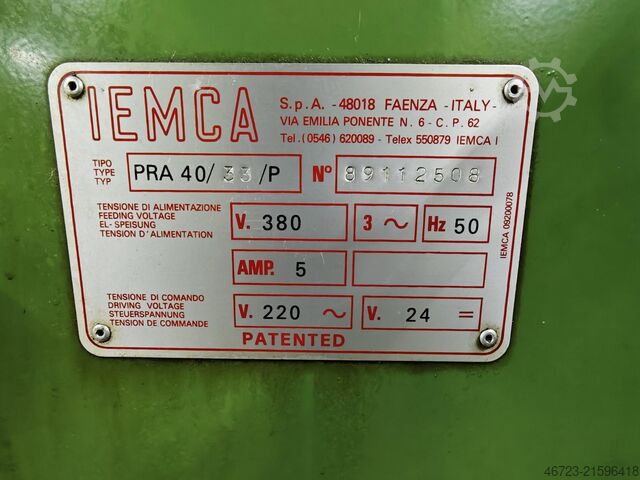 IEMCA
S.p.A. -48018 FAENZA -ITALY-
VIA EMILIA PONENTE N. 6 - C. P. 62
Tel. (0546) 620089 - Telex 550879 IEMCA I
TIPO
TYPE
TYP
PRA 40/33/P
Nº 89112508
TENSIONE DI ALIMENTAZIONE
FEEDING VOLTAGE
EL- SPEISUNG
TENSION D'ALIMENTATION
V. 380
3 ~
Hz 50
AMP. 5
TENSIONE DI COMANDO
DRIVING VOLTAGE
STEUERSPANNUNG
TENSION DE COMMANDE
V. 220 ~
V. 24 =
PATENTED
IEMCA 09200078
46723-21596418